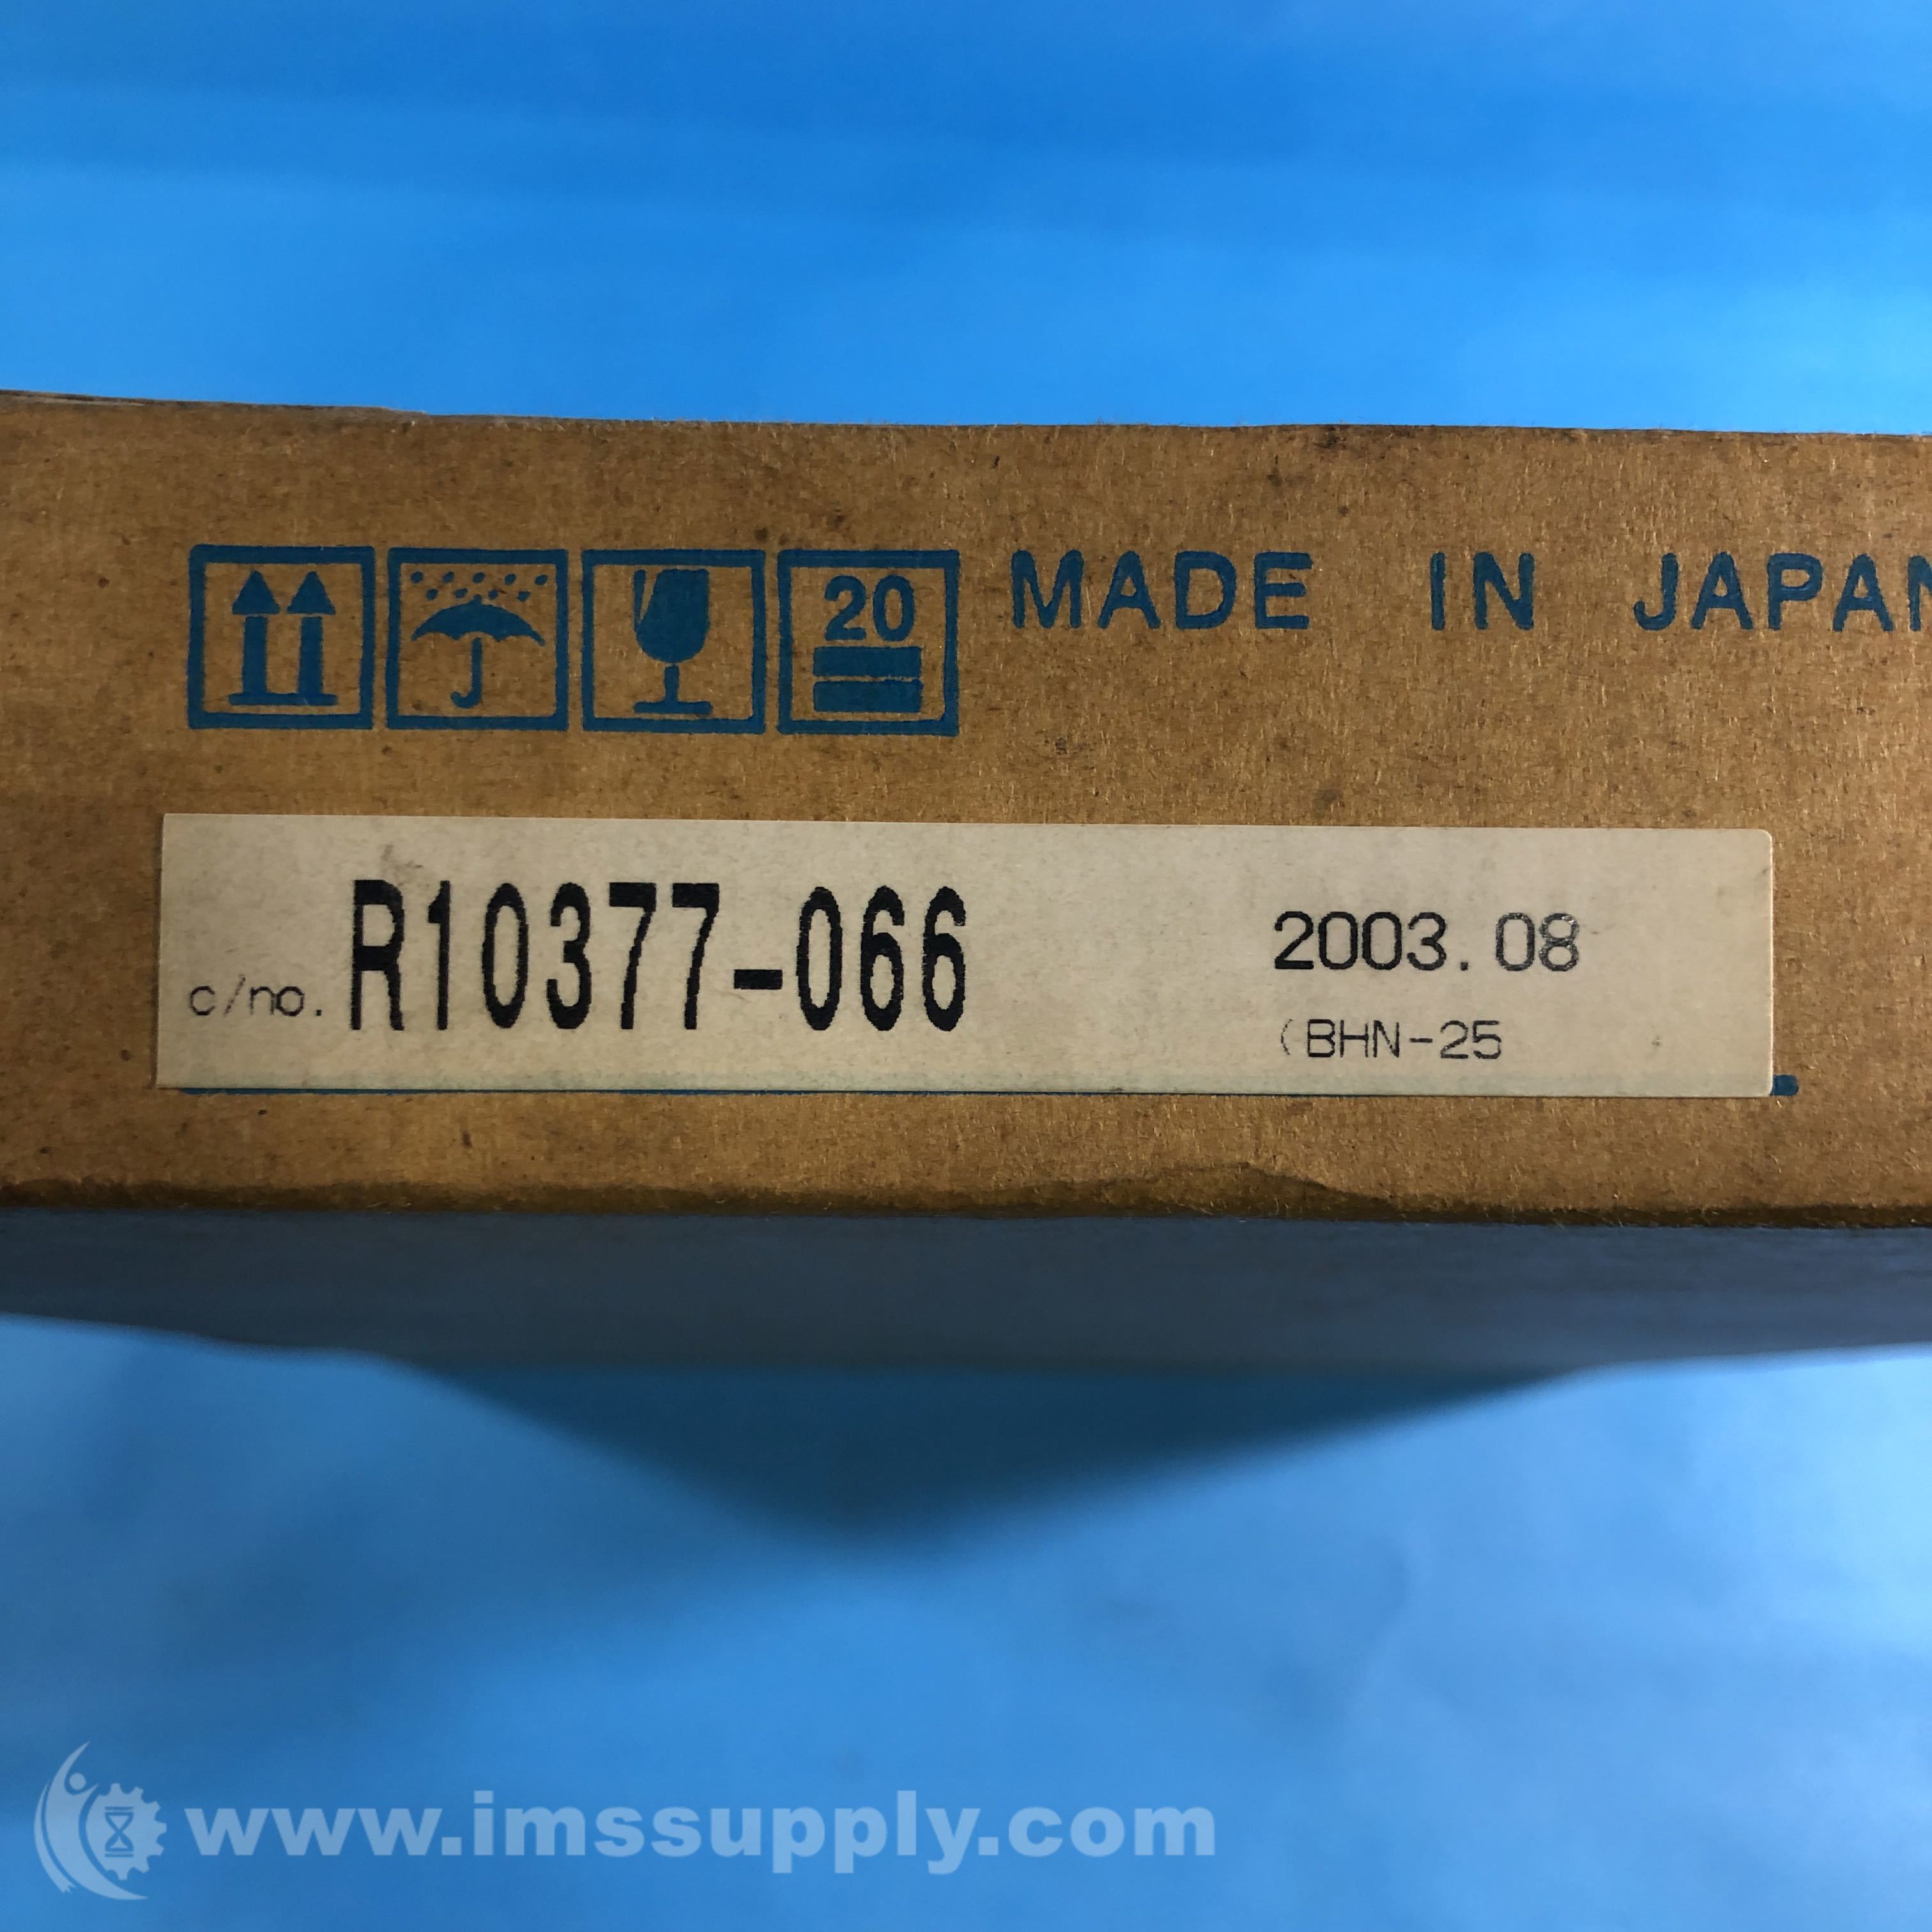 20
MADE IN JAPAN
c/no. R10377-066
2003.08
(BHN-25
www.imssupply.com